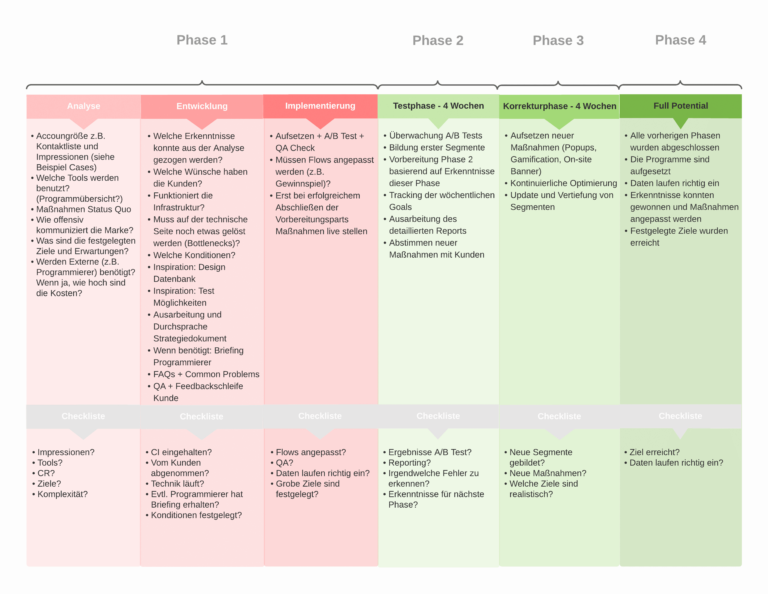 Phase 1
Phase 2
Phase 3
Phase 4
Analyse
• Accoungröße z.B.
Kontaktliste und
Impressionen (siehe
Beispiel Cases)
• Welche Tools werden
benutzt?
(Programmübersicht?)
• Maßnahmen Status Quo
• Wie offensiv
kommuniziert die Marke?
• Was sind die festgelegten
Ziele und Erwartungen?
• Werden Externe (z.B.
Programmierer) benötigt?
Wenn ja, wie hoch sind
die Kosten?
Checkliste
• Impressionen?
• Tools?
• CR?
• Ziele?
• Komplexität?
Entwicklung
• Welche Erkenntnisse
konnte aus der Analyse
gezogen werden?
• Welche Wünsche haben
die Kunden?
• Funktioniert die
Infrastruktur?
• Muss auf der technische
Seite noch etwas gelöst
werden (Bottlenecks)?
• Welche Konditionen?
• Inspiration: Design
Datenbank
• Inspiration: Test
Möglichkeiten
• Ausarbeitung und
Durchsprache
Strategiedokument
• Wenn benötigt: Briefing
Programmierer
• FAQs + Common Problems
• QA + Feedbackschleife
Kunde
Checkliste
• CI eingehalten?
• Vom Kunden
abgenommen?
• Technik läuft?
• Evtl. Programmierer hat
Briefing erhalten?
• Konditionen festgelegt?
Implementierung
• Aufsetzen + A/B Test +
QA Check
• Müssen Flows angepasst
werden (z.B.
Gewinnspiel)?
• Erst bei erfolgreichem
Abschließen der
Vorbereitungsparts
Maßnahmen live stellen
Checkliste
• Flows angepasst?
• QA?
• Daten laufen richtig ein?
• Grobe Ziele sind
festgelegt?
Testphase - 4 Wochen
• Überwachung A/B Tests
• Bildung erster Segmente
• Vorbereitung Phase 2
basierend auf Erkenntnisse
dieser Phase
• Tracking der wöchentlichen
Goals
• Ausarbeitung des
detaillierten Reports
• Abstimmen neuer
Maßnahmen mit Kunden
Checkliste
• Ergebnisse A/B Test?
• Reporting?
• Irgendwelche Fehler zu
erkennen?
• Erkenntnisse für nächste
Phase?
Korrekturphase - 4 Wochen
• Aufsetzen neuer
Maßnahmen (Popups,
Gamification, On-site
Banner)
• Kontinuierliche Optimierung
• Update und Vertiefung von
Segmenten
Checkliste
• Neue Segmente
gebildet?
• Neue Maßnahmen?
• Welche Ziele sind
realistisch?
Full Potential
• Alle vorherigen Phasen
wurden abgeschlossen
• Die Programme sind
aufgesetzt
• Daten laufen richtig ein
• Erkenntnisse konnten
gewonnen und Maßnahmen
angepasst werden
• Festgelegte Ziele wurden
erreicht
Checkliste
• Ziel erreicht?
• Daten laufen richtig ein?